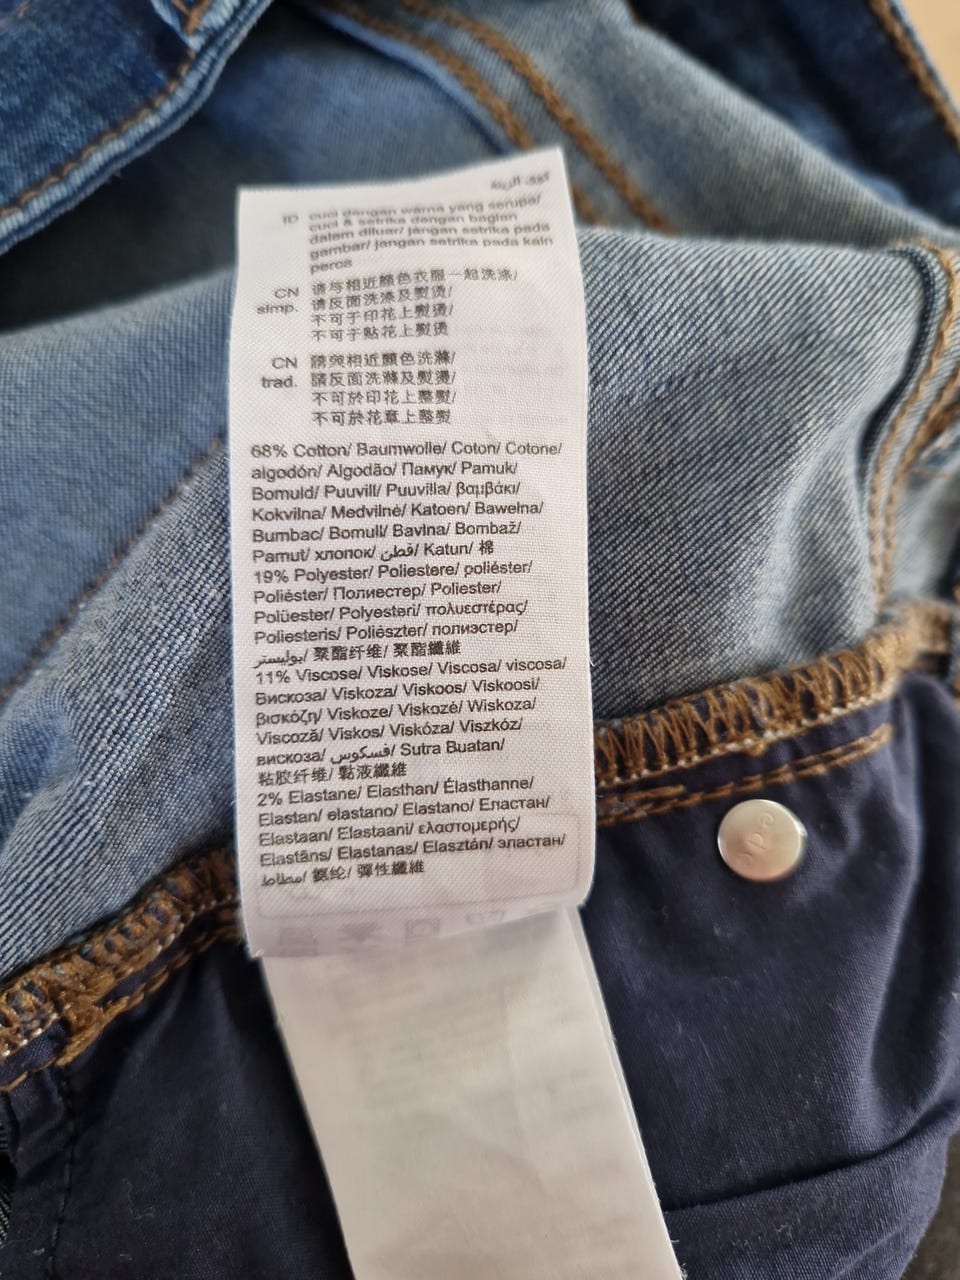 كوى الزينة
ID cuci dengan warna yang serupa/
cuci & setrika dengan bagian
dalam diluar/ jangan setrika pada
gambar/ jangan setrika pada kain
perca
CN simp. 请与相近颜色衣服一起洗涤/
请反面洗涤及熨烫/
不可于印花上熨烫/
不可于贴花上熨烫
CN trad. 請與相近顏色洗滌/
請反面洗滌及熨燙/
不可於印花上整熨/
不可於花章上整熨
68% Cotton/ Baumwolle/ Coton/ Cotone/
algodón/ Algodão/ Памук/ Pamuk/
Bomuld/ Puuvill/ Puuvilla/ βαμβάκι/
Kokvilna/ Medvilnė/ Katoen/ Bawełna/
Bumbac/ Bomull/ Bavlna/ Bombaž/
Pamut/ хлопок/ قطن/ Katun/ 棉
19% Polyester/ Poliestere/ poliéster/
Poliéster/ Полиестер/ Poliester/
Polüester/ Polyesteri/ πολυεστέρας/
Poliesteris/ Poliészter/ полиэстер/
بوليستر/ 聚酯纤维/ 聚酯纖維
11% Viscose/ Viskose/ Viscosa/ viscosa/
Вискоза/ Viskoza/ Viskoos/ Viskoosi/
βισκόζη/ Viskoze/ Viskozė/ Wiskoza/
Viscoză/ Viskos/ Viskóza/ Viszkóz/
вискоза/ فسكوس/ Sutra Buatan/
粘胶纤维/ 黏液纖維
2% Elastane/ Elasthan/ Élasthanne/
Elastan/ elastano/ Elastano/ Еластан/
Elastaan/ Elastaani/ ελαστομερής/
Elastāns/ Elastanas/ Elasztán/ эластан/
مطاط/ 氨纶/ 彈性纖維
edc